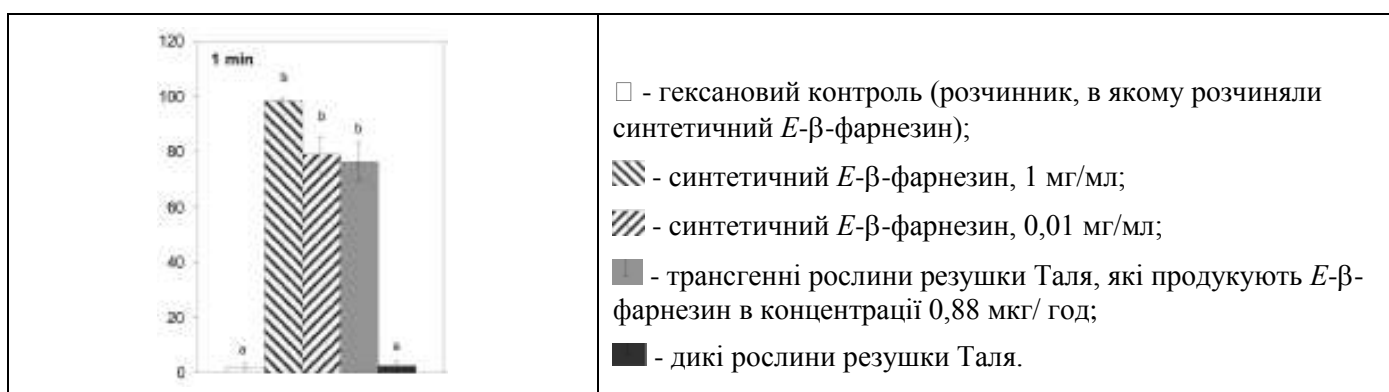 120
1 min
100
80
60
40
20
0
a
a
b
b
a
- гексановий контроль (розчинник, в якому розчиняли
синтетичний E-β-фарнезин);
- синтетичний E-β-фарнезин, 1 мг/мл;
- синтетичний E-β-фарнезин, 0,01 мг/мл;
- трансгенні рослини резушки Таля, які продукують E-β-
фарнезин в концентрації 0,88 мкг/ год;
- дикі рослини резушки Таля.